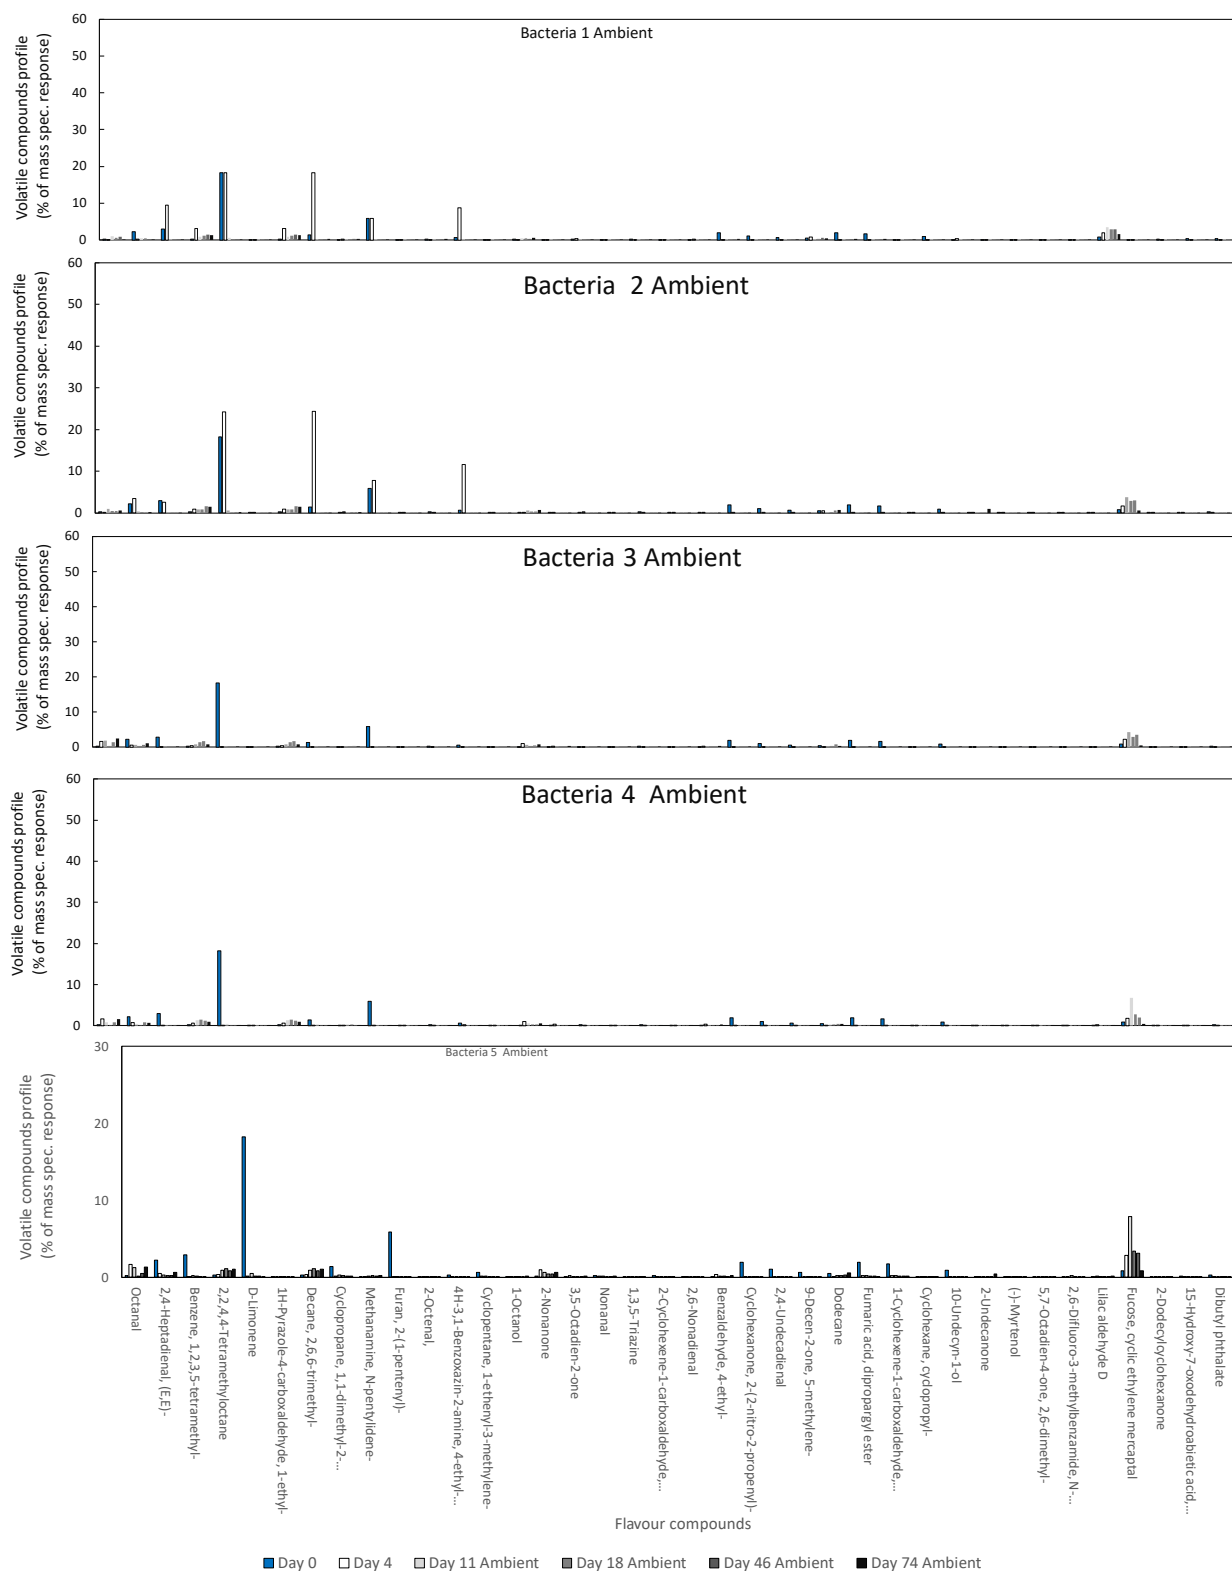 Bacteria 1 Ambient
Volatile compounds profile
(% of mass spec. response)
60
50
40
30
20
10
0
Bacteria  2 Ambient
Volatile compounds profile
(% of mass spec. response)
60
50
40
30
20
10
0
Bacteria 3 Ambient
Volatile compounds profile
(% of mass spec. response)
60
50
40
30
20
10
0
Bacteria 4  Ambient
Volatile compounds profile
(% of mass spec. response)
60
50
40
30
20
10
0
Bacteria 5  Ambient
Volatile compounds profile
(% of mass spec. response)
30
20
10
0
Octanal
2,4-Heptadienal, (E,E)-
Benzene, 1,2,3,5-tetramethyl-
2,2,4,4-Tetramethyloctane
D-Limonene
1H-Pyrazole-4-carboxaldehyde, 1-ethyl-
Decane, 2,6,6-trimethyl-
Cyclopropane, 1,1-dimethyl-2-…
Methanamine, N-pentylidene-
Furan, 2-(1-pentenyl)-
2-Octenal,
4H-3,1-Benzoxazin-2-amine, 4-ethyl-…
Cyclopentane, 1-ethenyl-3-methylene-
1-Octanol
2-Nonanone
3,5-Octadien-2-one
Nonanal
1,3,5-Triazine
2-Cyclohexene-1-carboxaldehyde,…
2,6-Nonadienal
Benzaldehyde, 4-ethyl-
Cyclohexanone, 2-(2-nitro-2-propenyl)-
2,4-Undecadienal
9-Decen-2-one, 5-methylene-
Dodecane
Fumaric acid, dipropargyl ester
1-Cyclohexene-1-carboxaldehyde,…
Cyclohexane, cyclopropyl-
10-Undecyn-1-ol
2-Undecanone
(-)-Myrtenol
5,7-Octadien-4-one, 2,6-dimethyl-
2,6-Difluoro-3-methylbenzamide, N-…
Lilac aldehyde D
Fucose, cyclic ethylene mercaptal
2-Dodecylcyclohexanone
15-Hydroxy-7-oxodehydroabietic acid,…
Dibutyl phthalate
Flavour compounds
Day 0 Day 4 Day 11 Ambient Day 18 Ambient Day 46 Ambient Day 74 Ambient